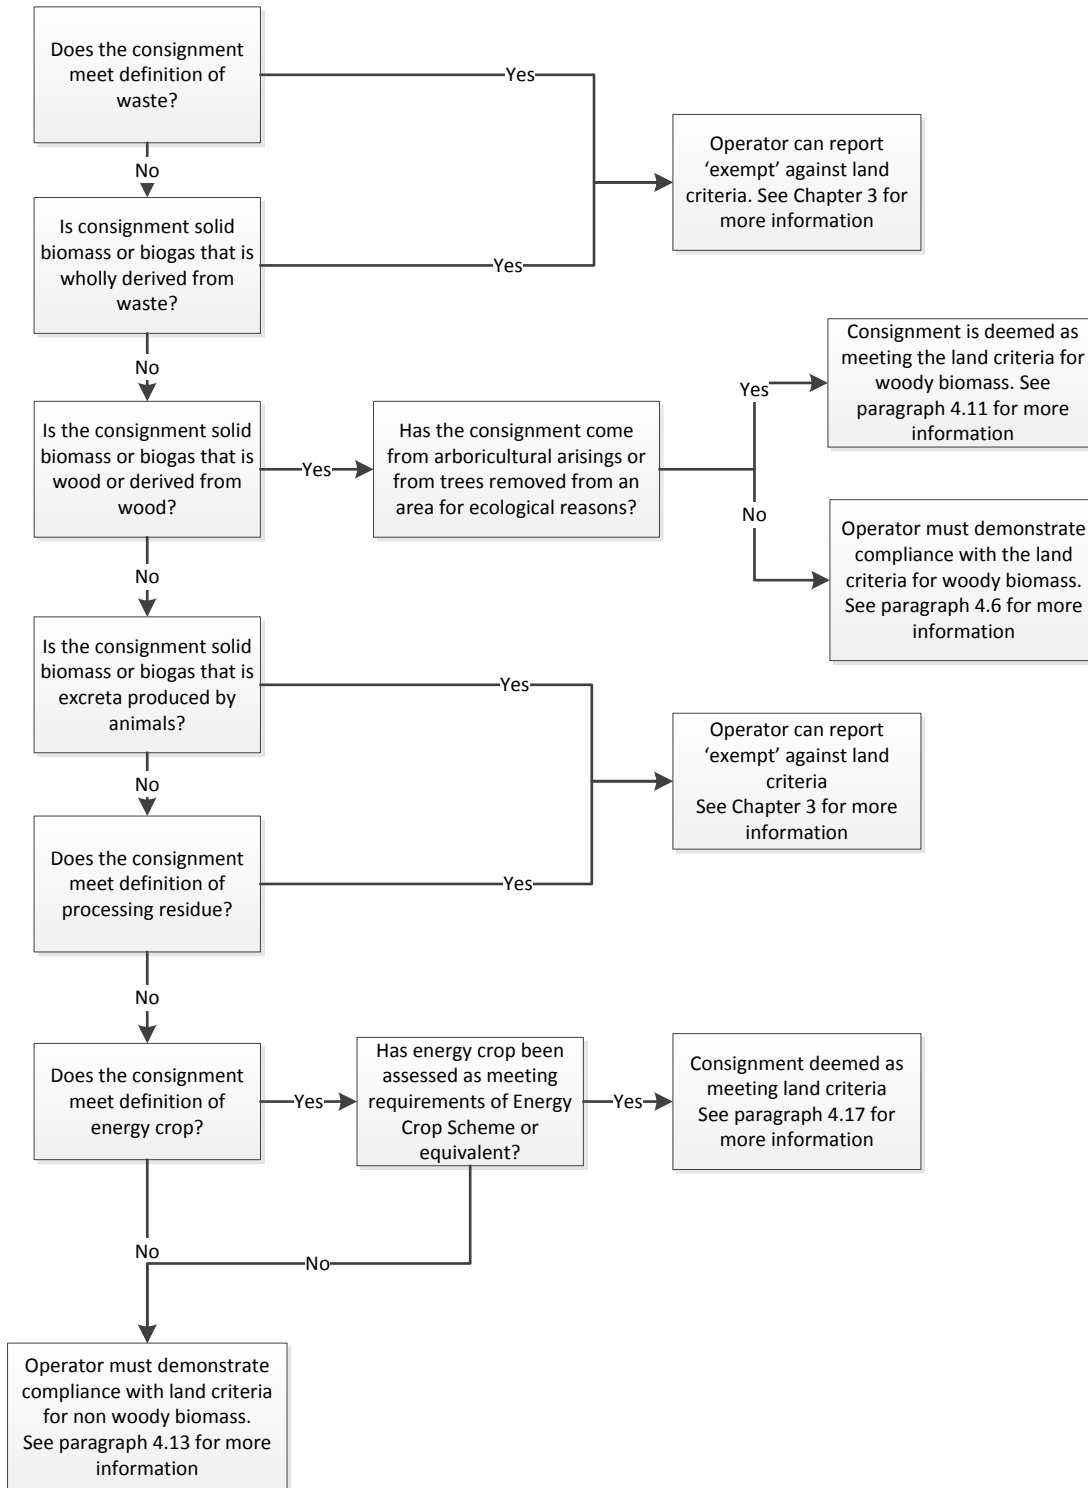 Does the consignment
meet definition of
waste?
Yes
Operator can report
‘exempt’ against land
criteria. See Chapter 3 for
more information
No
Is consignment solid
biomass or biogas that is
wholly derived from
waste?
Yes
No
Is the consignment solid
biomass or biogas that is
wood or derived from
wood?
Yes
Has the consignment come
from arboricultural arisings or
from trees removed from an
area for ecological reasons?
Yes
Consignment is deemed as
meeting the land criteria for
woody biomass. See
paragraph 4.11 for more
information
No
Operator must demonstrate
compliance with the land
criteria for woody biomass.
See paragraph 4.6 for more
information
No
Is the consignment solid
biomass or biogas that is
excreta produced by
animals?
Yes
Operator can report
‘exempt’ against land
criteria
See Chapter 3 for more
information
No
Does the consignment
meet definition of
processing residue?
Yes
No
Does the consignment
meet definition of
energy crop?
Yes
Has energy crop been
assessed as meeting
requirements of Energy
Crop Scheme or
equivalent?
Yes
Consignment deemed as
meeting land criteria
See paragraph 4.17 for
more information
No
No
Operator must demonstrate
compliance with land criteria
for non woody biomass.
See paragraph 4.13 for more
information